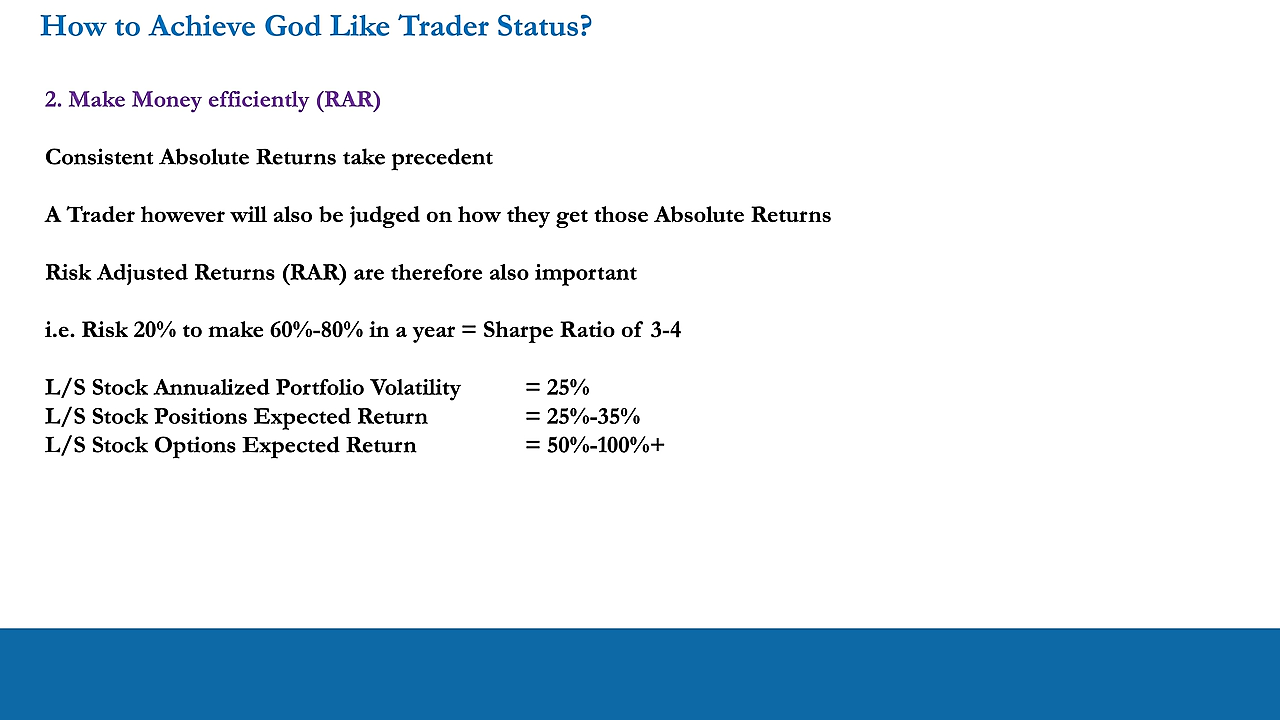 How to Achieve God Like Trader Status?
2. Make Money efficiently (RAR)
Consistent Absolute Returns take precedent
A Trader however will also be judged on how they get those Absolute Returns
Risk Adjusted Returns (RAR) are therefore also important
i.e. Risk 20% to make 60%-80% in a year = Sharpe Ratio of 3-4
L/S Stock Annualized Portfolio Volatility = 25%
L/S Stock Positions Expected Return = 25%-35%
L/S Stock Options Expected Return = 50%-100%+